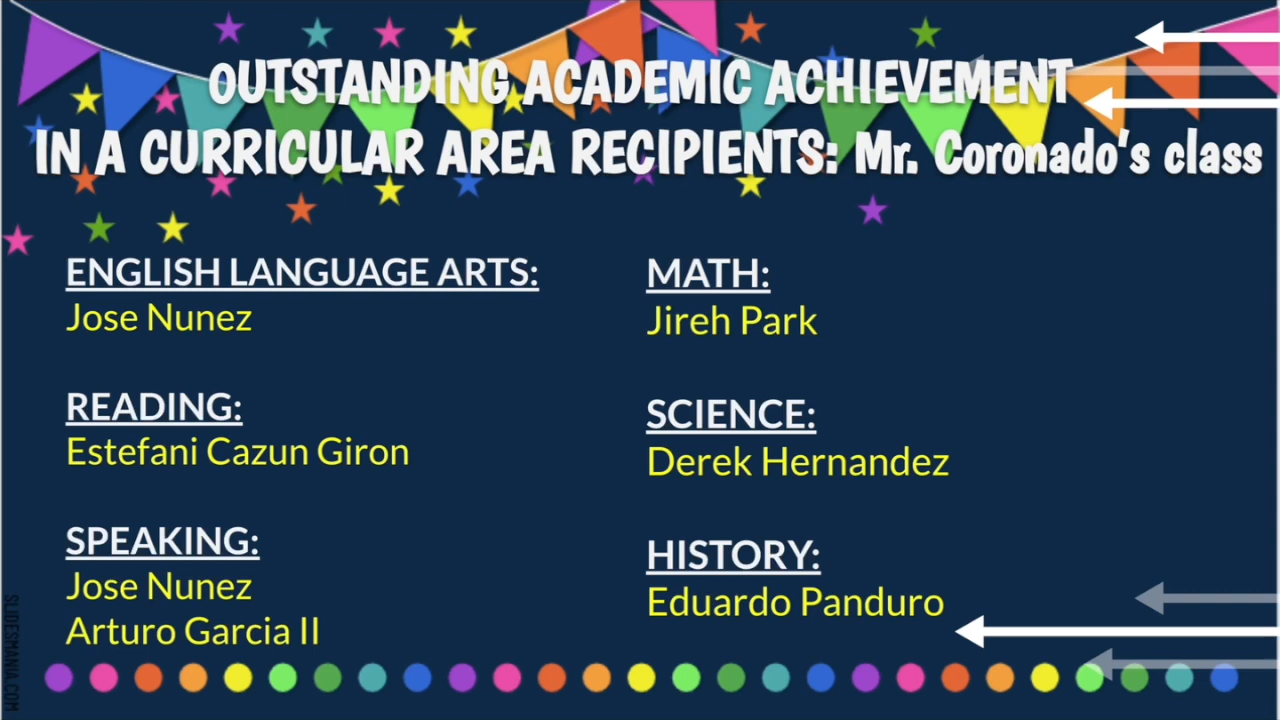 OUTSTANDING ACADEMIC ACHIEVEMENT
IN A CURRICULAR AREA RECIPIENTS: Mr. Coronado's class
ENGLISH LANGUAGE ARTS:
Jose Nunez
READING:
Estefani Cazun Giron
SPEAKING:
Jose Nunez
Arturo Garcia II
MATH:
Jireh Park
SCIENCE:
Derek Hernandez
HISTORY:
Eduardo Panduro
SLIDESMANIA.COM